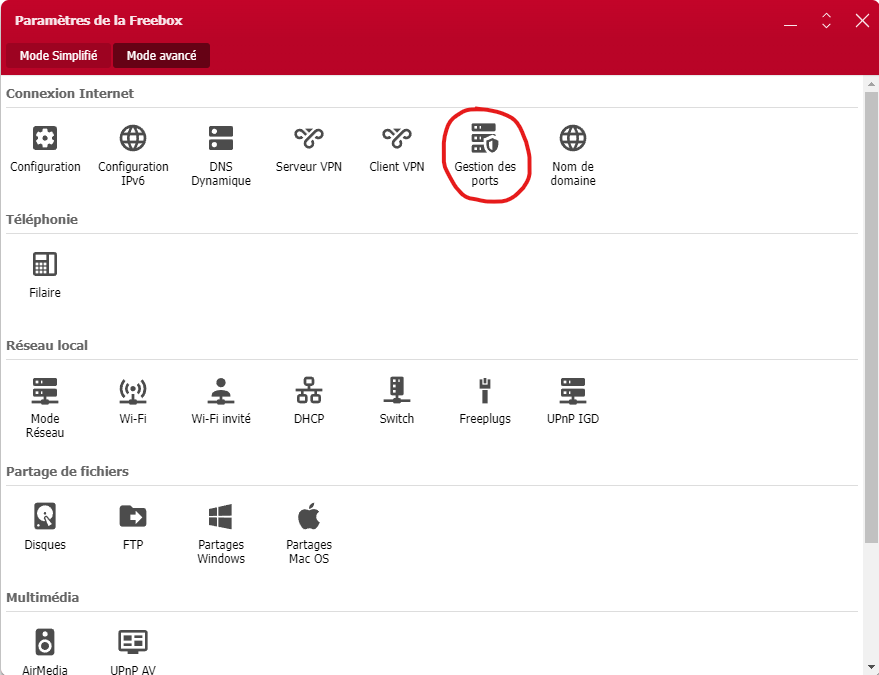 Paramètres de la Freebox
Mode Simplifié
Mode avancé
Connexion Internet
Configuration
Configuration
IPv6
DNS
Dynamique
Serveur VPN
Client VPN
Gestion des
ports
Nom de
domaine
Téléphonie
Filaire
Réseau local
Mode
Réseau
Wi-Fi
Wi-Fi invité
DHCP
Switch
Freeplugs
UPnP IGD
Partage de fichiers
Disques
FTP
Partages
Windows
Partages
Mac OS
Multimédia
AirMedia
UPnP AV